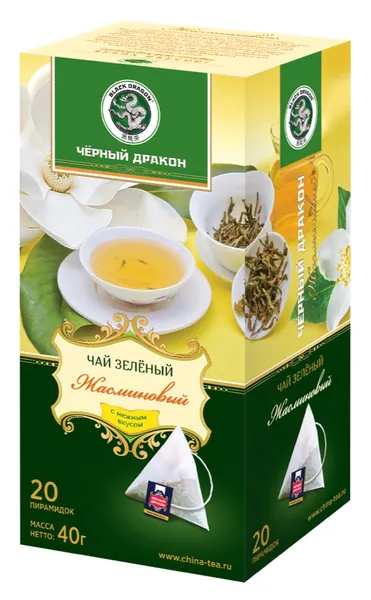 BLACK DRAGON
ЧЁРНЫЙ ДРАКОН
ЧАЙ ЗЕЛЁНЫЙ
Жасминовый
с нежным
вкусом
20
ПИРАМИДОК
МАССА
НЕТТО: 40г
www.china-tea.ru
BLACK DRAGON
ЧЁРНЫЙ ДРАКОН
ЧАЙ ЗЕЛЁНЫЙ
Жасминовый
20
ПИРАМИДОК
www.china-tea.ru